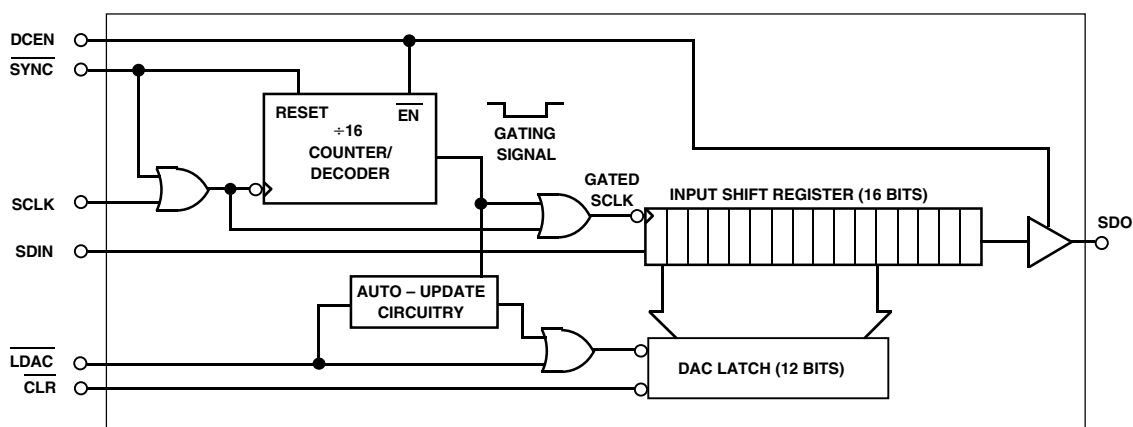 DCEN
SYNC
SCLK
SDIN
LDAC
CLR
RESET
EN
÷16
COUNTER/
DECODER
GATING
SIGNAL
GATED
SCLK
INPUT SHIFT REGISTER (16 BITS)
SDO
AUTO – UPDATE
CIRCUITRY
DAC LATCH (12 BITS)